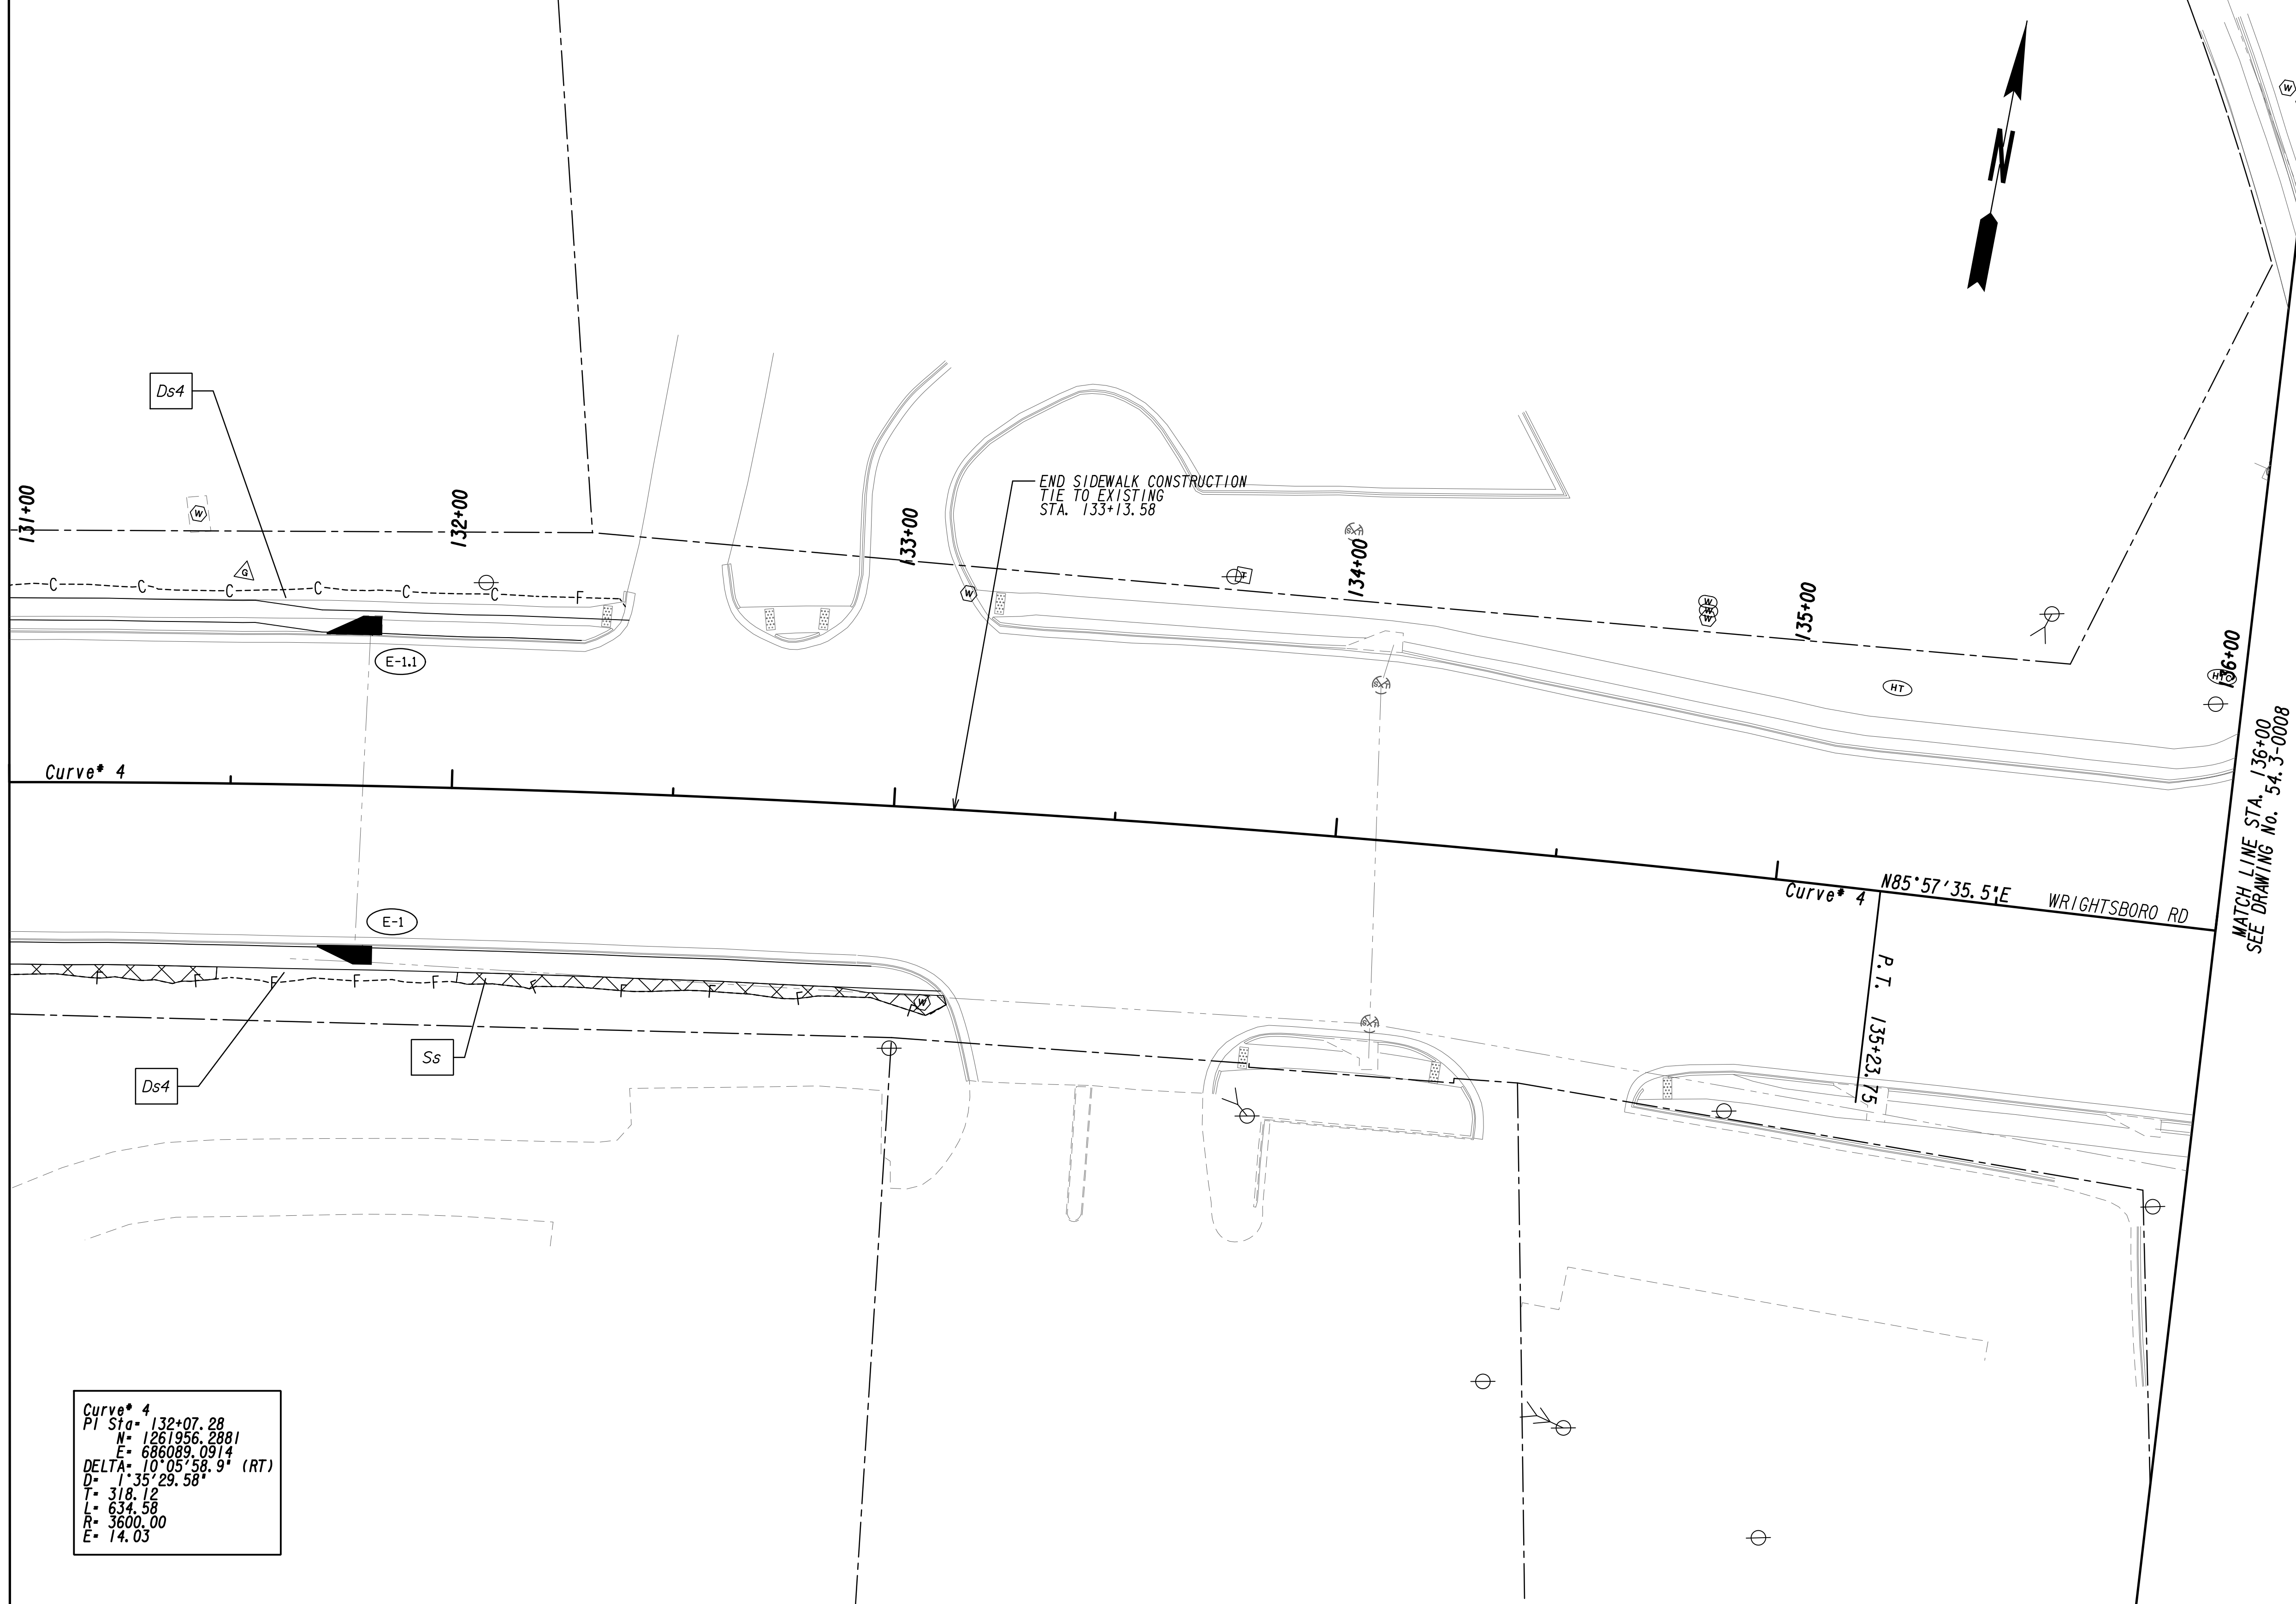 N
W
Ds4
131+00
132+00
133+00
134+00
135+00
136+00
W
G
C C C C C C F
END SIDEWALK CONSTRUCTION
TIE TO EXISTING
STA. 133+13.58
W
T
W
W
W
HT
E-1.1
Curve# 4
E-1
F F F F F F F F F F
W
Ds4
Ss
Curve# 4
N85°57'35.5"E
WRIGHTSBORO RD
P.T. 135+23.75
MATCH LINE STA. 136+00
SEE DRAWING No. 54.3-0008
Curve# 4
PI Sta= 132+07.28
N= 1261956.2881
E= 686089.0914
DELTA= 10°05'58.9" (RT)
D= 1°35'29.58"
T= 318.12
L= 634.58
R= 3600.00
E= 14.03